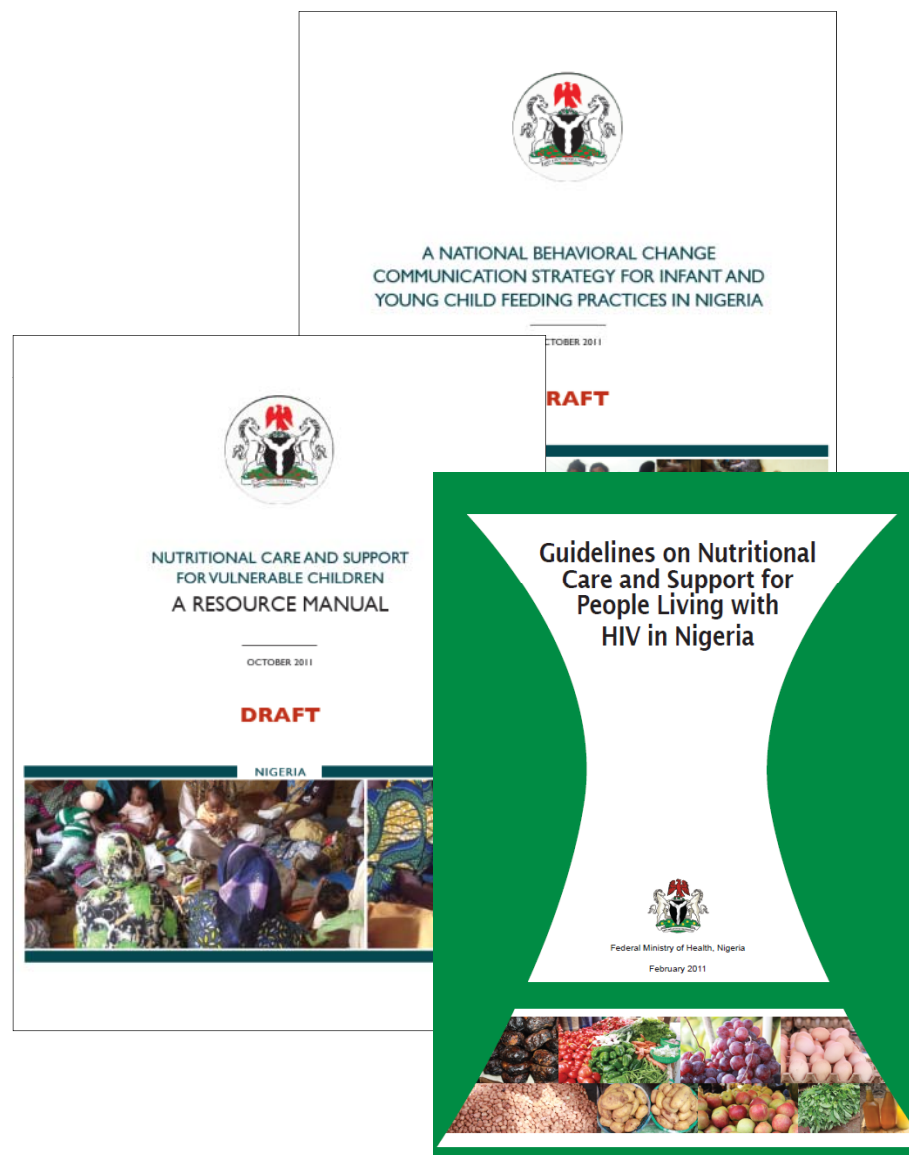 A NATIONAL BEHAVIORAL CHANGE
COMMUNICATION STRATEGY FOR INFANT AND
YOUNG CHILD FEEDING PRACTICES IN NIGERIA
CTOBER 2011
RAFT
NUTRITIONAL CARE AND SUPPORT
FOR VULNERABLE CHILDREN
A RESOURCE MANUAL
OCTOBER 2011
DRAFT
NIGERIA
Guidelines on Nutritional
Care and Support for
People Living with
HIV in Nigeria
Federal Ministry of Health, Nigeria
February 2011